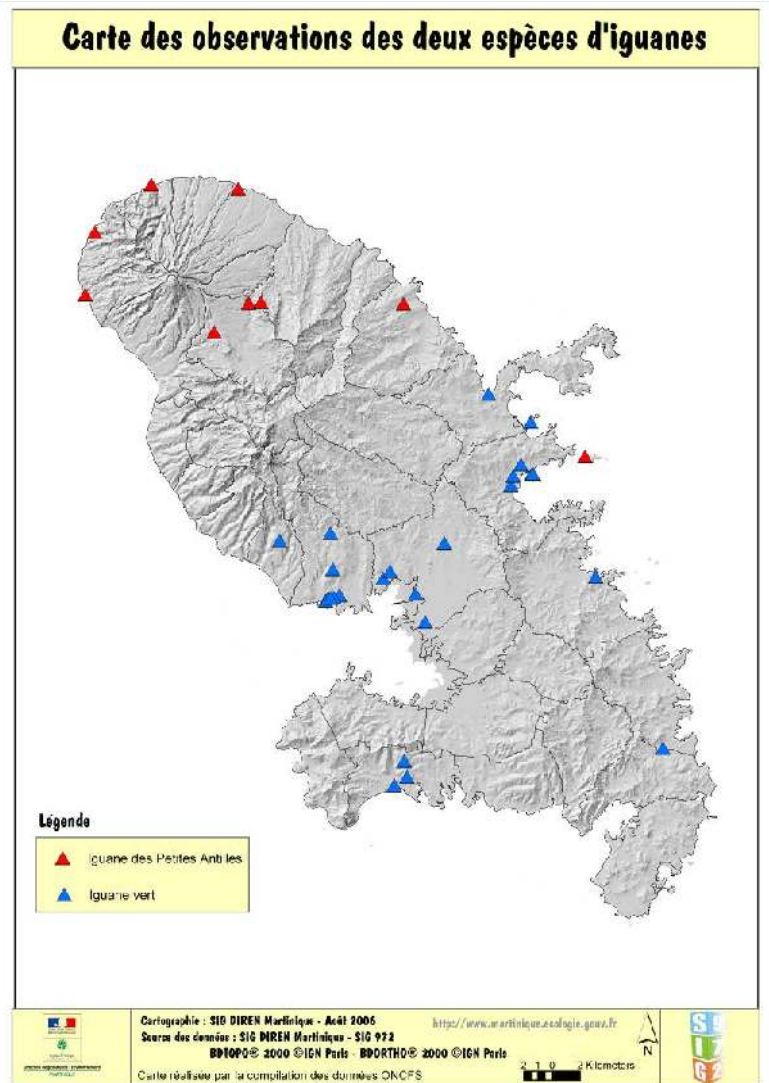 Carte des observations des deux espèces d'iguanes
Légende
Iguane des Petites Antilles
Iguane vert
Cartographie : SIG DIREN Martinique - Août 2006
Source des données : SIG DIREN Martinique - SIG 972
BDTOPO® 2000 ©IGN Paris - BDORTHO® 2000 ©IGN Paris
Carte réalisée par la compilation des données ONCFS
http://www.martinique.ecologie.gouv.fr
2 1 0 2 Kilometers
N